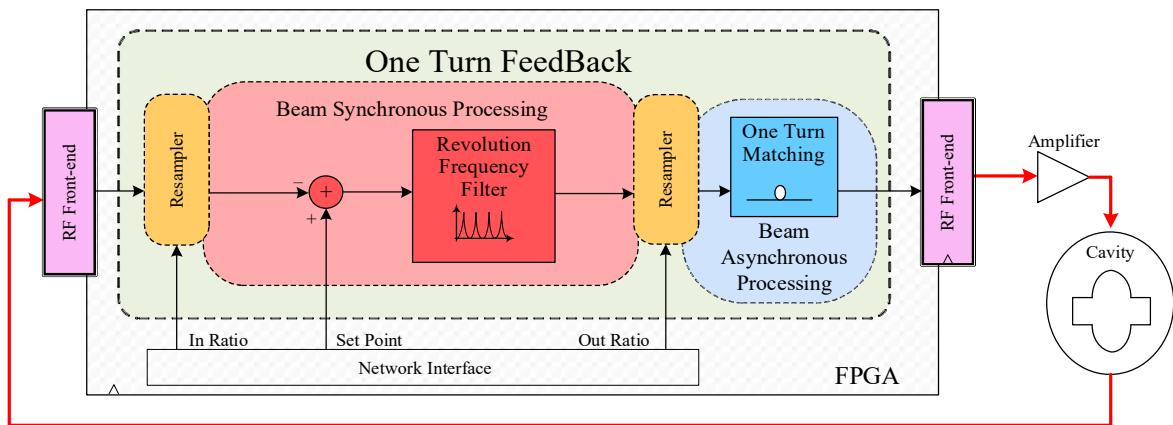 One Turn FeedBack
Beam Synchronous Processing
RF Front-end
Resampler
−
+
+
Revolution
Frequency
Filter
Resampler
One Turn
Matching
Beam
Asynchronous
Processing
RF Front-end
Amplifier
Cavity
In Ratio
Set Point
Out Ratio
Network Interface
FPGA